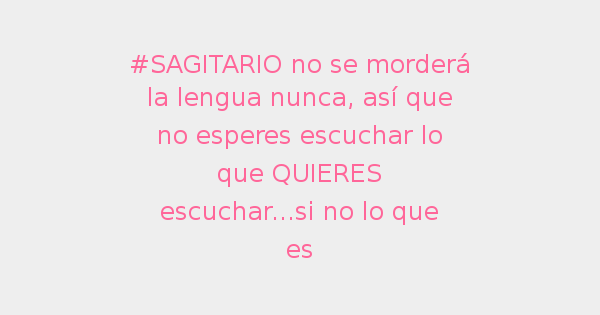 #SAGITARIO no se morderá
la lengua nunca, así que
no esperes escuchar lo
que QUIERES
escuchar...si no lo que
es